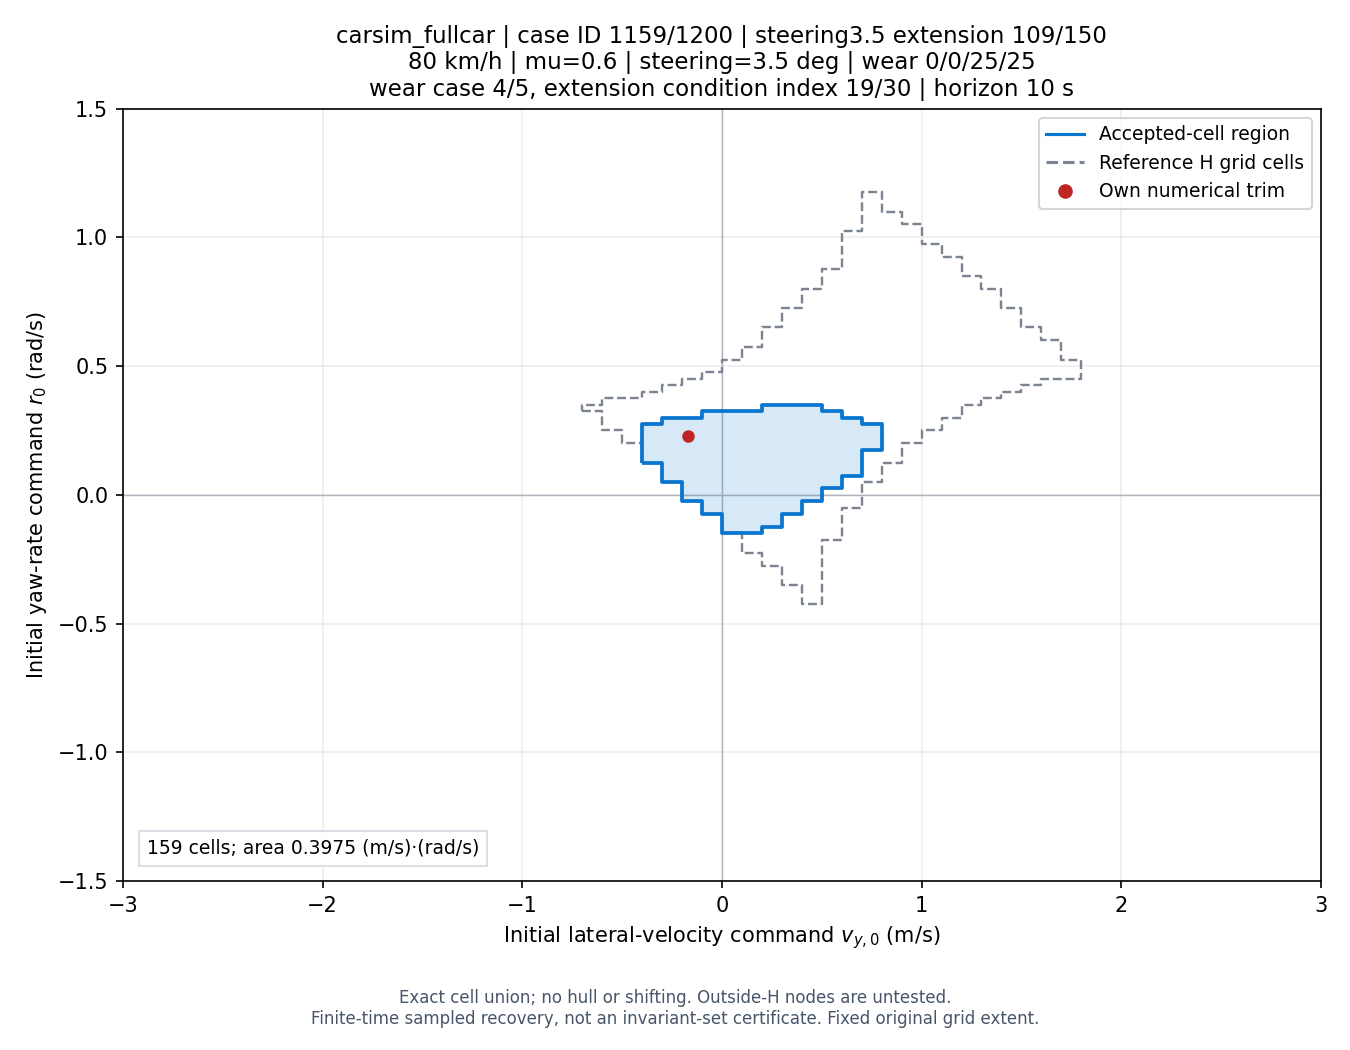 carsim_fullcar | case ID 1159/1200 | steering3.5 extension 109/150
80 km/h | mu=0.6 | steering=3.5 deg | wear 0/0/25/25
wear case 4/5, extension condition index 19/30 | horizon 10 s
Accepted-cell region
Reference H grid cells
Own numerical trim
1.5
1.0
0.5
0.0
−0.5
−1.0
−1.5
Initial yaw-rate command r₀ (rad/s)
159 cells; area 0.3975 (m/s)·(rad/s)
−3
−2
−1
0
1
2
3
Initial lateral-velocity command v_{y,0} (m/s)
Exact cell union; no hull or shifting. Outside-H nodes are untested.
Finite-time sampled recovery, not an invariant-set certificate. Fixed original grid extent.